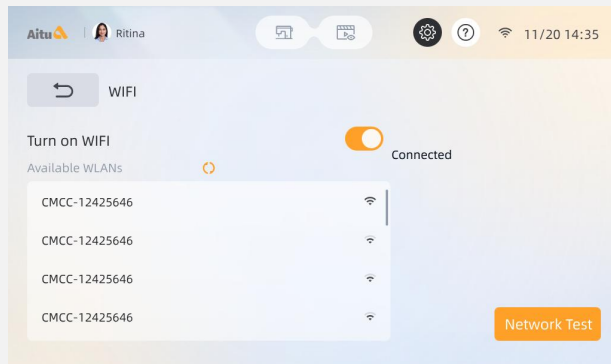 Aitu
Ritina
11/20 14:35
WIFI
Turn on WIFI
Connected
Available WLANs
CMCC-12425646
CMCC-12425646
CMCC-12425646
CMCC-12425646
Network Test